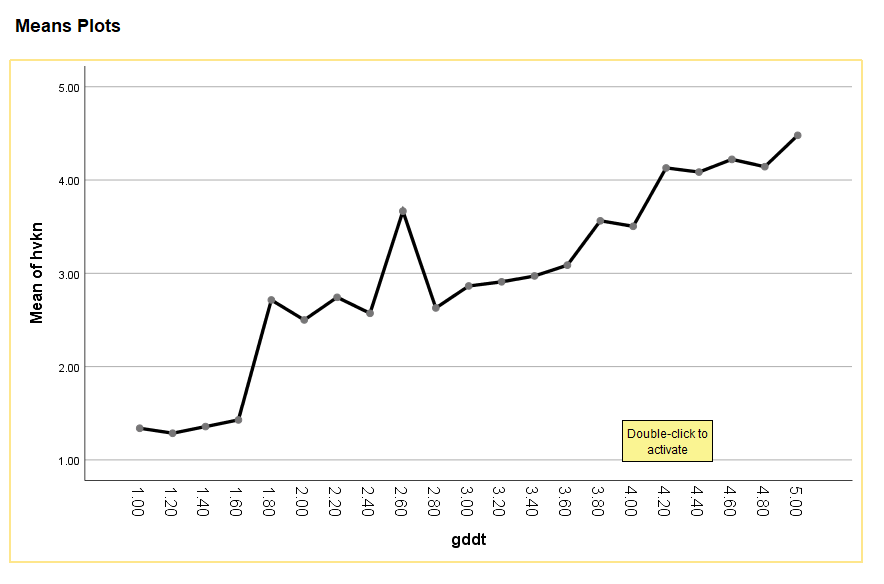 Means Plots
5.00
4.00
3.00
2.00
1.00
Mean of hvkn
Double-click to
activate
1.00 1.20 1.40 1.60 1.80 2.00 2.20 2.40 2.60 2.80 3.00 3.20 3.40 3.60 3.80 4.00 4.20 4.40 4.60 4.80 5.00
gddt